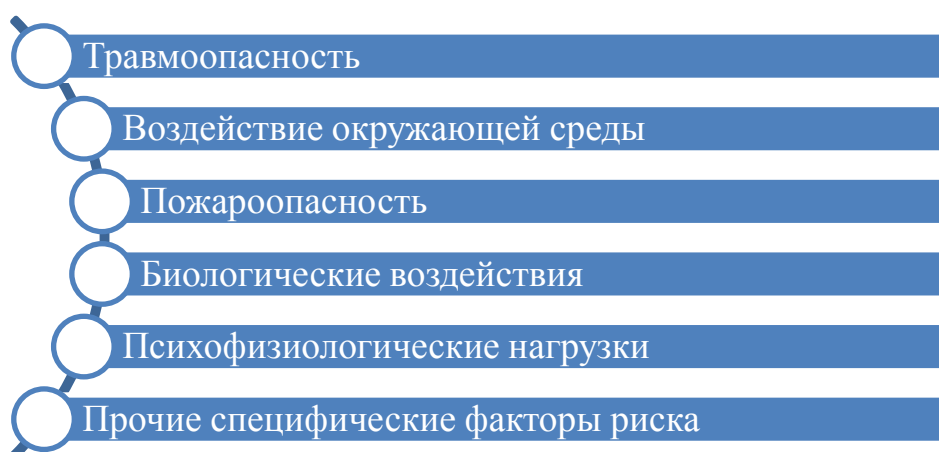 Травмоопасность
Воздействие окружающей среды
Пожароопасность
Биологические воздействия
Психофизиологические нагрузки
Прочие специфические факторы риска